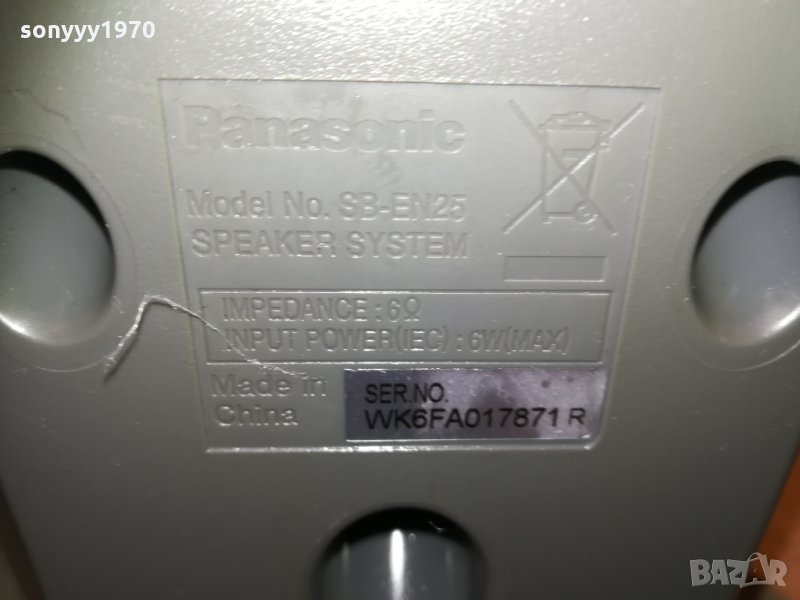 sonyyy1970
Panasonic
Model No. SB-EN25
SPEAKER SYSTEM
IMPEDANCE : 6Ω
INPUT POWER(IEC) : 6W(MAX)
Made in
China
SER.NO.
WK6FA017871 R
BAZAR